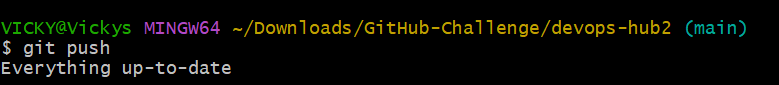 VICKY@Vickys MINGW64 ~/Downloads/GitHub-Challenge/devops-hub2 (main)
$ git push
Everything up-to-date